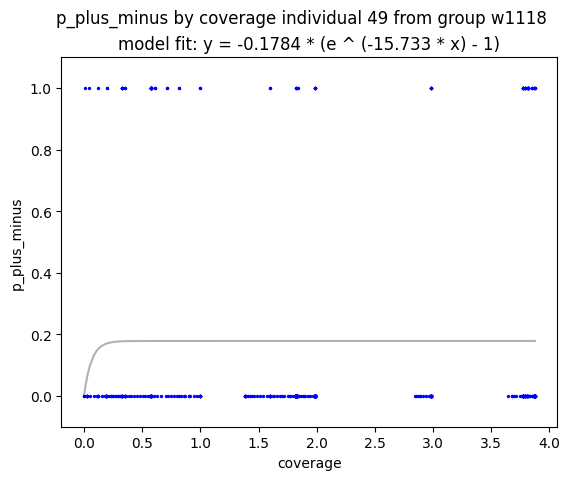 p_plus_minus by coverage individual 49 from group w1118
model fit: y = -0.1784 * (e ^ (-15.733 * x) - 1)
1.0
0.8
0.6
0.4
0.2
0.0
p_plus_minus
0.0 0.5 1.0 1.5 2.0 2.5 3.0 3.5 4.0
coverage